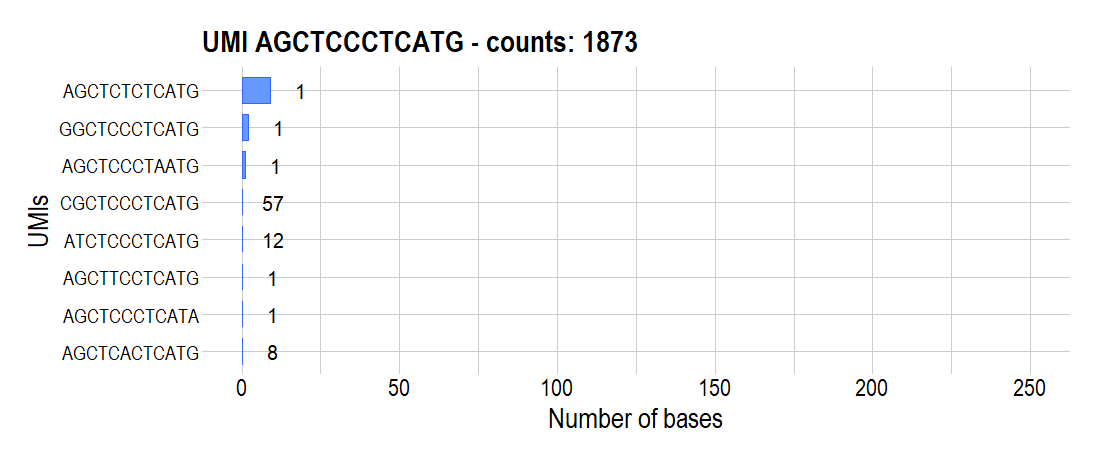 UMI AGCTCCCTCATG - counts: 1873
AGCTCTCTCATG 1
GGCTCCCTCATG 1
AGCTCCCTAATG 1
CGCTCCCTCATG 57
ATCTCCCTCATG 12
AGCTTCCTCATG 1
AGCTCCCTCATA 1
AGCTCACTCATG 8
UMIs
0 50 100 150 200 250
Number of bases